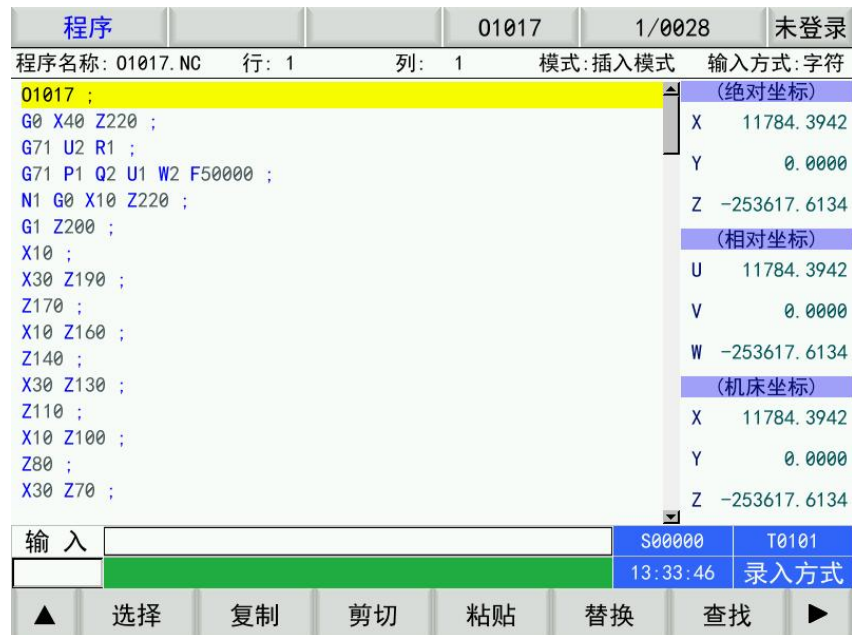 程序 O1017 1/0028 未登录
程序名称: O1017.NC 行: 1 列: 1 模式:插入模式 输入方式:字符
O1017 ;
G0 X40 Z220 ;
G71 U2 R1 ;
G71 P1 Q2 U1 W2 F50000 ;
N1 G0 X10 Z220 ;
G1 Z200 ;
X10 ;
X30 Z190 ;
Z170 ;
X10 Z160 ;
Z140 ;
X30 Z130 ;
Z110 ;
X10 Z100 ;
Z80 ;
X30 Z70 ;
(绝对坐标)
X 11784.3942
Y 0.0000
Z -253617.6134
(相对坐标)
U 11784.3942
V 0.0000
W -253617.6134
(机床坐标)
X 11784.3942
Y 0.0000
Z -253617.6134
输 入 S00000 T0101
13:33:46 录入方式
▲ 选择 复制 剪切 粘贴 替换 查找 ▶